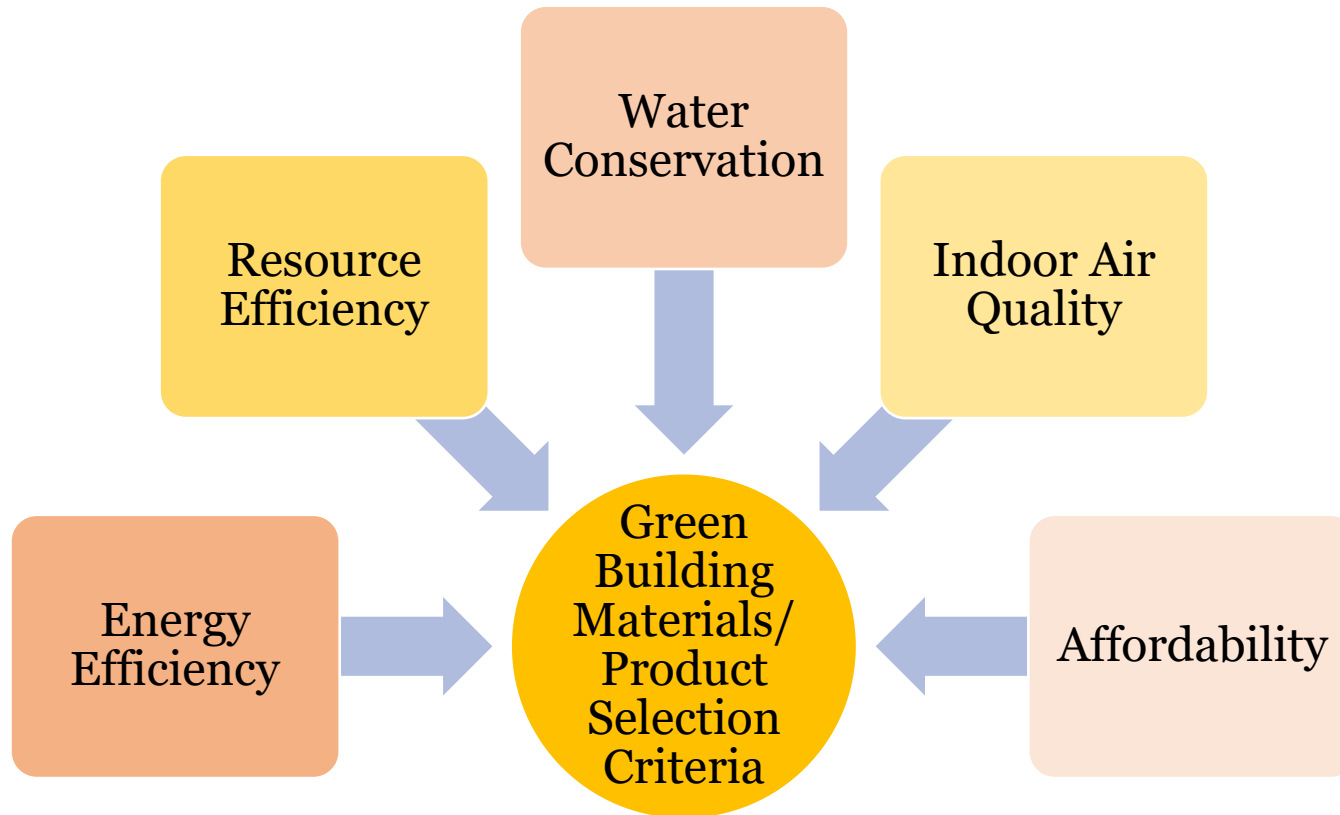 Water
Conservation
Resource
Efficiency
Indoor Air
Quality
Energy
Efficiency
Green
Building
Materials/
Product
Selection
Criteria
Affordability